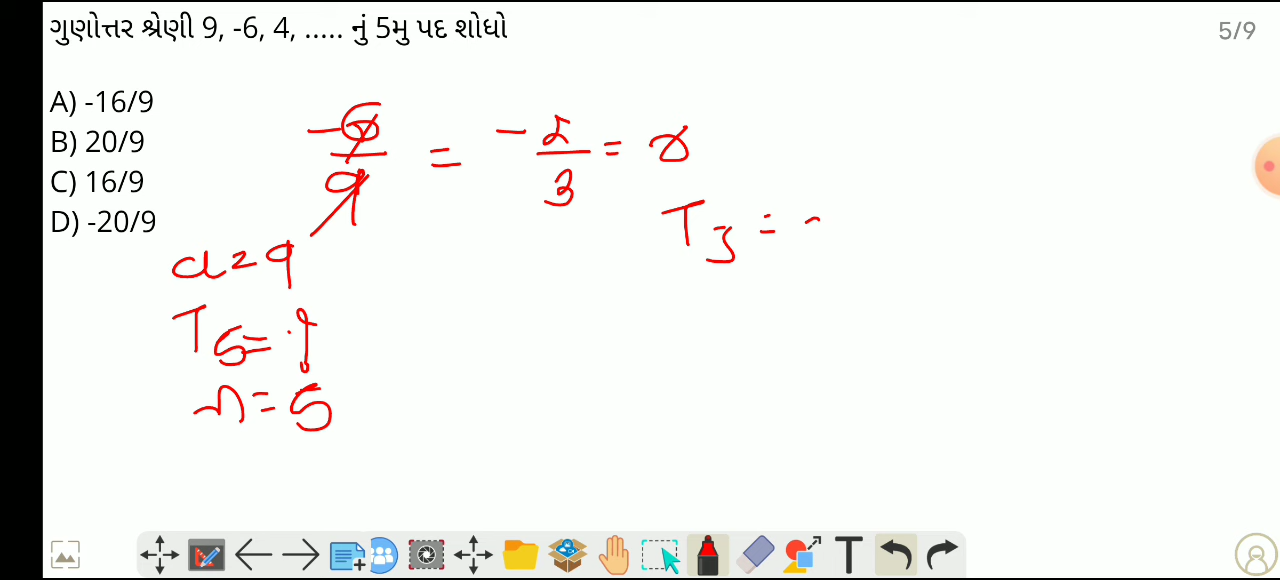 ગુણોત્તર શ્રેણી 9, -6, 4, ..... નું 5મુ પદ શોધો
5/9
A) -16/9
B) 20/9
C) 16/9
D) -20/9
-6/9 = -2/3 = r
T3 =
a=9
T5=?
n=5